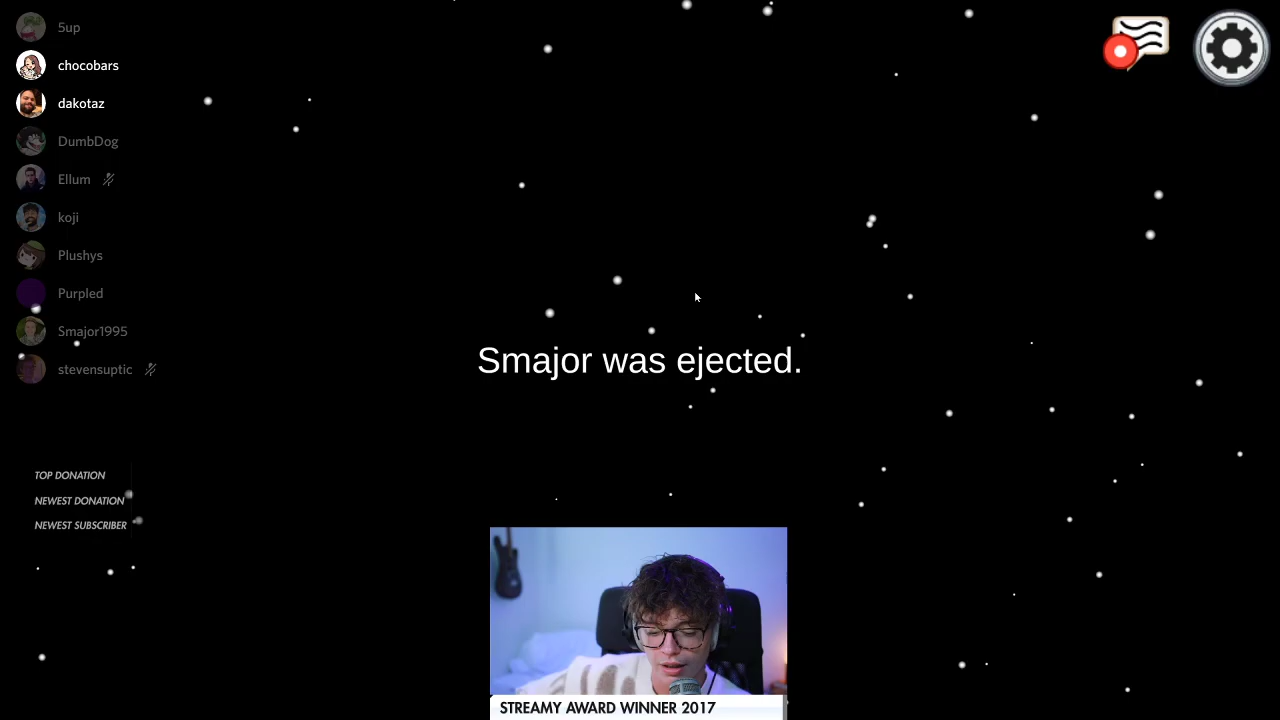 5up
chocobars
dakotaz
DumbDog
Ellum
koji
Plushys
Purpled
Smajor1995
stevensuptic
Smajor was ejected.
TOP DONATION
NEWEST DONATION
NEWEST SUBSCRIBER
STREAMY AWARD WINNER 2017